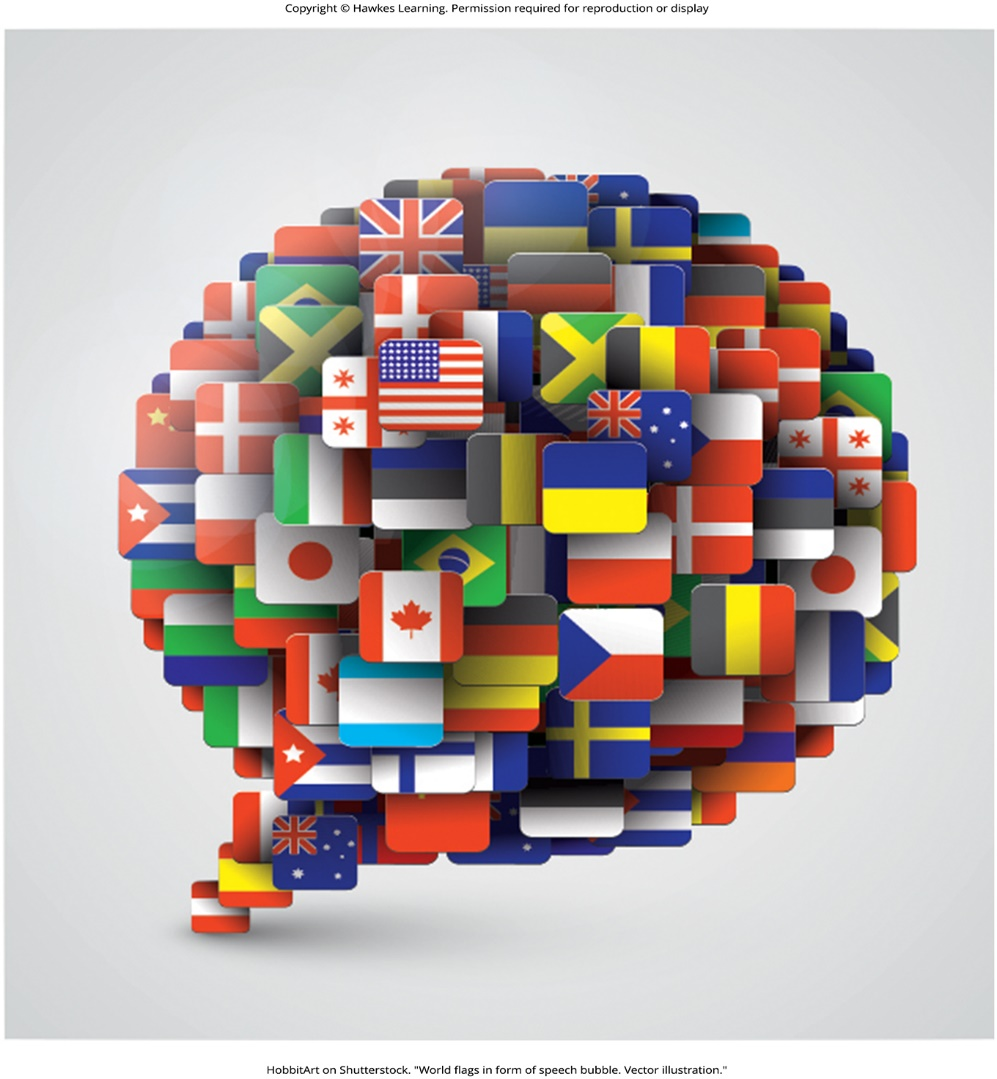 Copyright © Hawkes Learning. Permission required for reproduction or display
HobbitArt on Shutterstock. "World flags in form of speech bubble. Vector illustration."